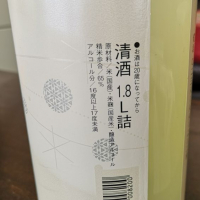 ●お酒は20歳になってから
清酒 1.8L詰
原材料／米(国産)・米麹(国産米)・醸造アルコール
精米歩合／65%
アルコール分／16度以上17度未満